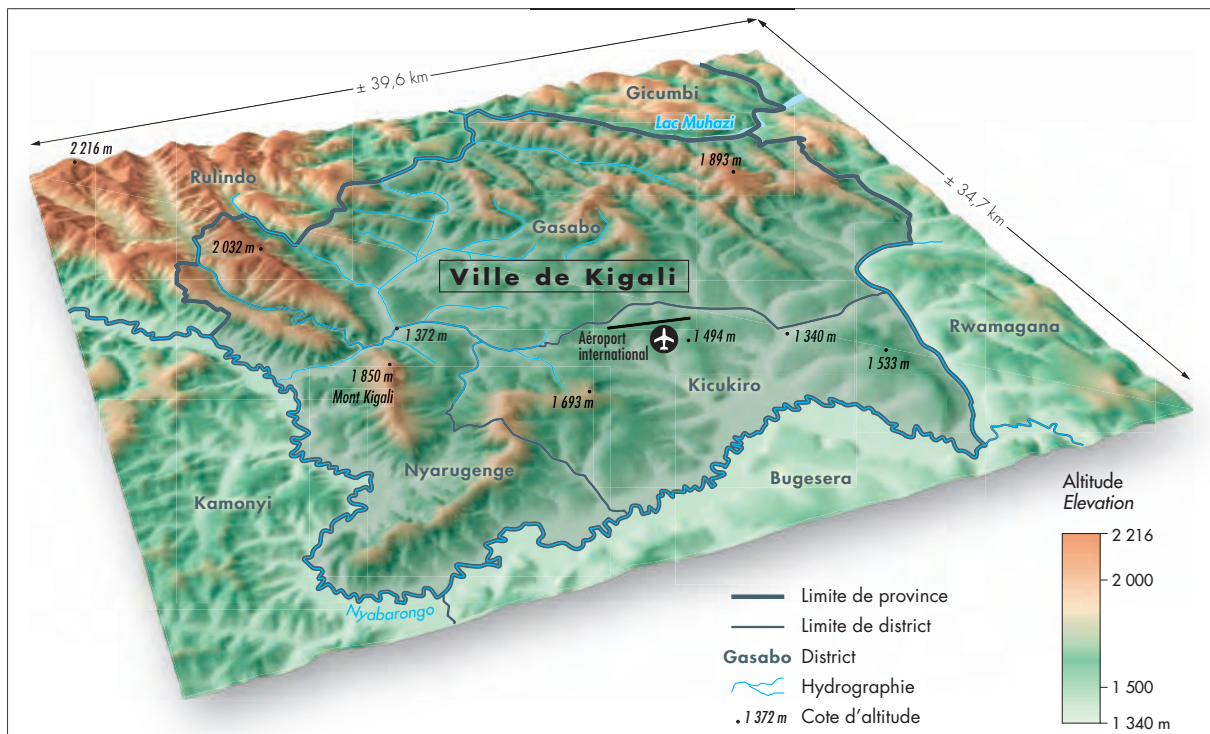 ± 39,6 km
± 34,7 km
Gicumbi
Lac Muhazi
2 216 m
1 893 m
Rulindo
Gasabo
2 032 m
Ville de Kigali
1 372 m
Aéroport
international
1 494 m
1 340 m
Rwamagana
1 533 m
1 850 m
Mont Kigali
1 693 m
Kicukiro
Nyarugenge
Kamonyi
Bugesera
Nyabarongo
Altitude
Elevation
2 216
2 000
1 500
1 340 m
Limite de province
Limite de district
Gasabo District
Hydrographie
1 372 m Cote d'altitude